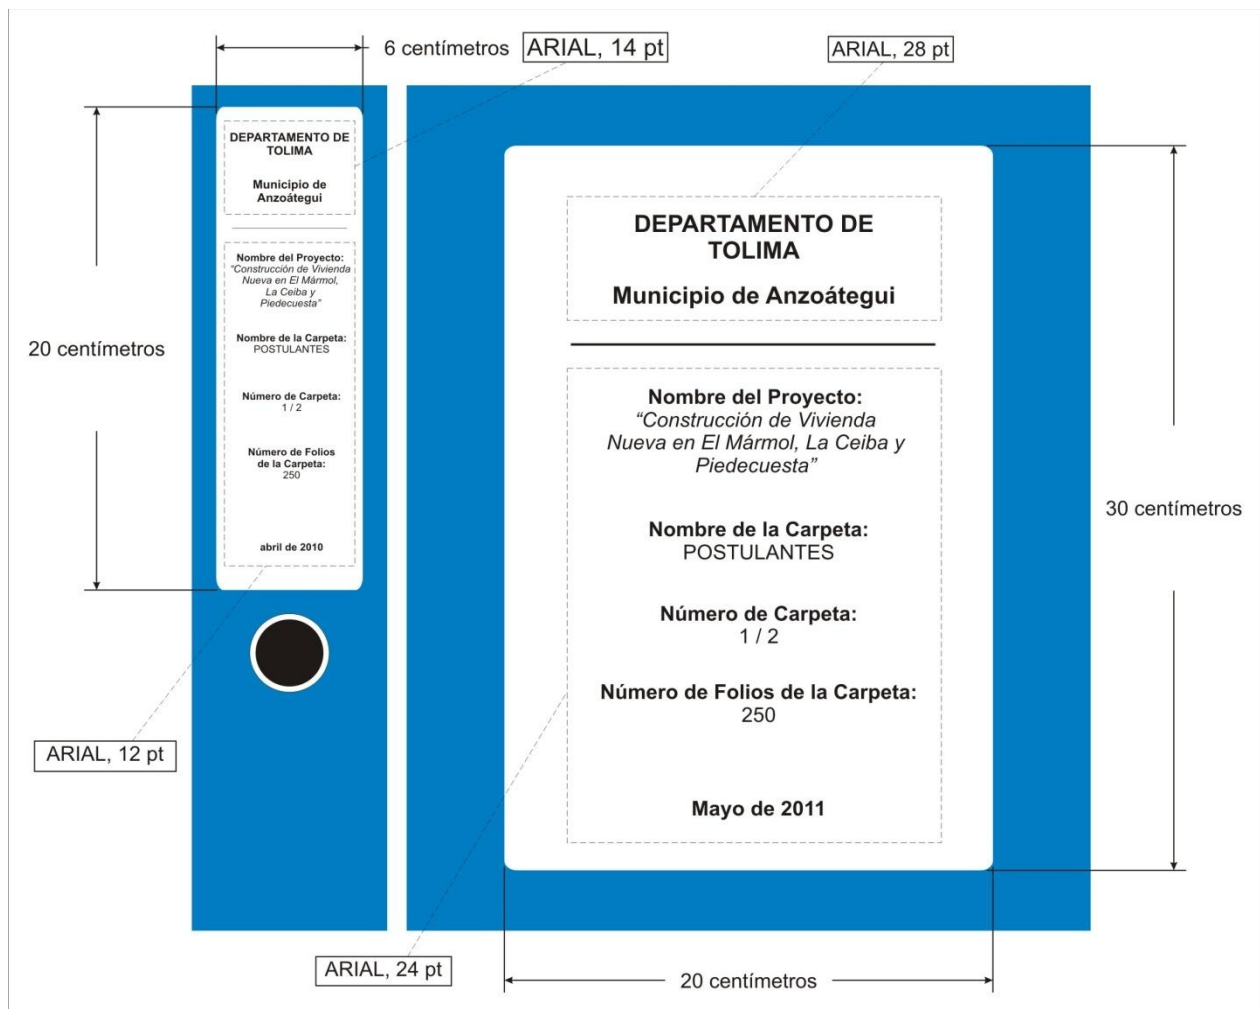 6 centímetros
ARIAL, 14 pt
ARIAL, 28 pt
DEPARTAMENTO DE
TOLIMA
Municipio de
Anzoátegui
Nombre del Proyecto:
“Construcción de Vivienda
Nueva en El Mármol,
La Ceiba y
Piedecuesta”
Nombre de la Carpeta:
POSTULANTES
Número de Carpeta:
1 / 2
Número de Folios
de la Carpeta:
250
abril de 2010
20 centímetros
ARIAL, 12 pt
DEPARTAMENTO DE
TOLIMA
Municipio de Anzoátegui
Nombre del Proyecto:
“Construcción de Vivienda
Nueva en El Mármol, La Ceiba y
Piedecuesta”
Nombre de la Carpeta:
POSTULANTES
Número de Carpeta:
1 / 2
Número de Folios de la Carpeta:
250
Mayo de 2011
30 centímetros
ARIAL, 24 pt
20 centímetros